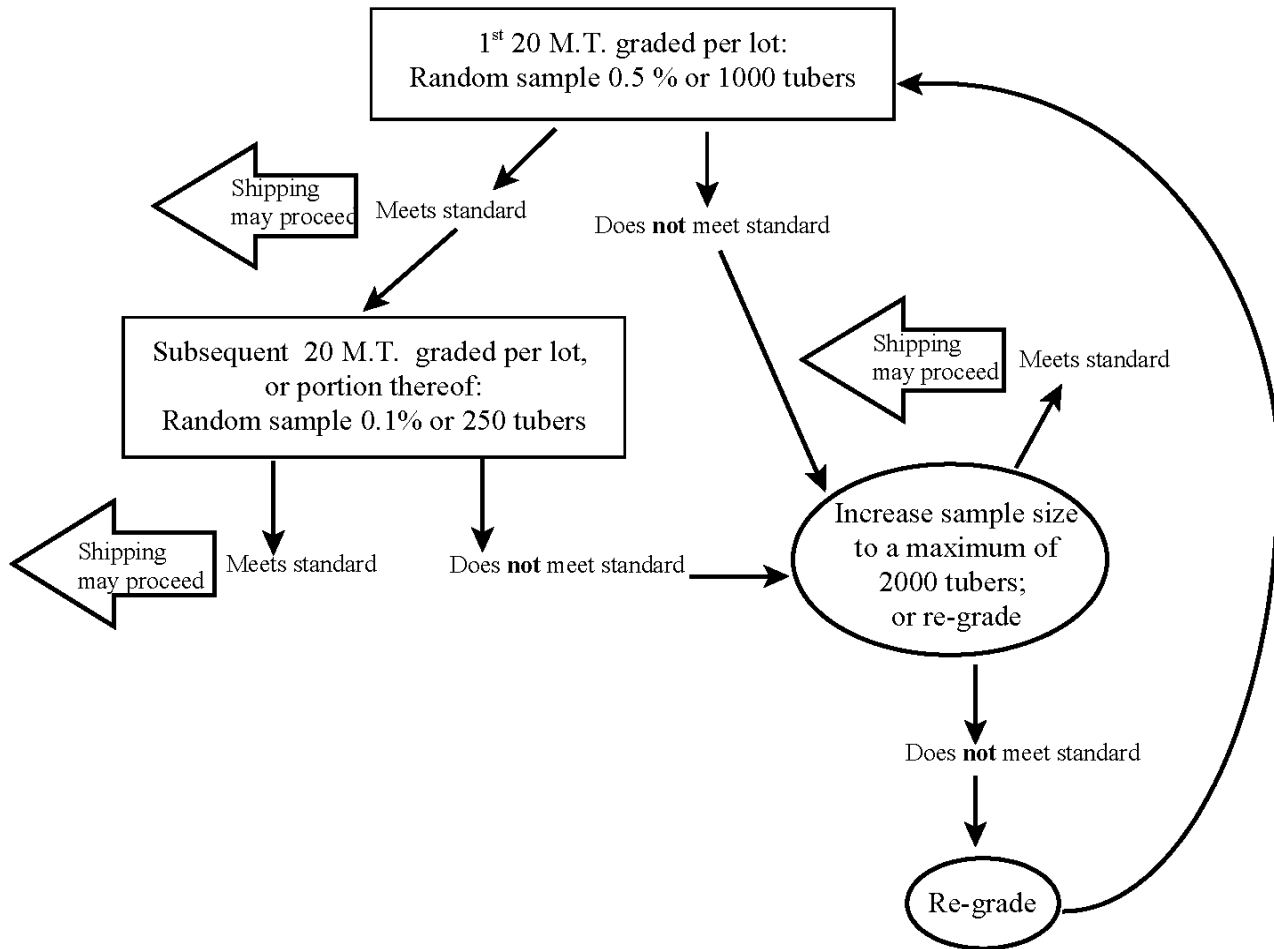 1st 20 M.T. graded per lot:
Random sample 0.5 % or 1000 tubers
Shipping
may proceed
Meets standard
Does not meet standard
Subsequent 20 M.T. graded per lot,
or portion thereof:
Random sample 0.1% or 250 tubers
Shipping
may proceed
Meets standard
Shipping
may proceed
Meets standard
Does not meet standard
Increase sample size
to a maximum of
2000 tubers;
or re-grade
Does not meet standard
Re-grade